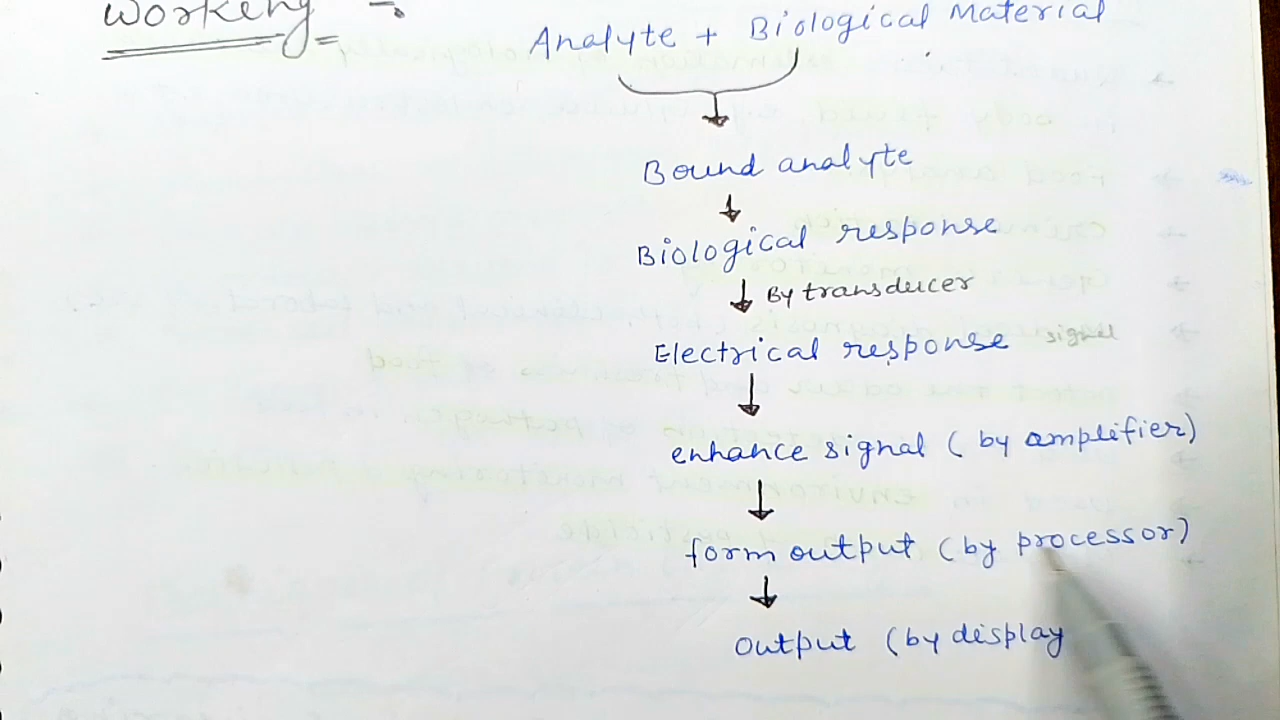 Working :-
Analyte + Biological Material
Bound analyte
Biological response
By transducer
Electrical response signal
enhance signal (by amplifier)
form output (by processor)
Output (by display